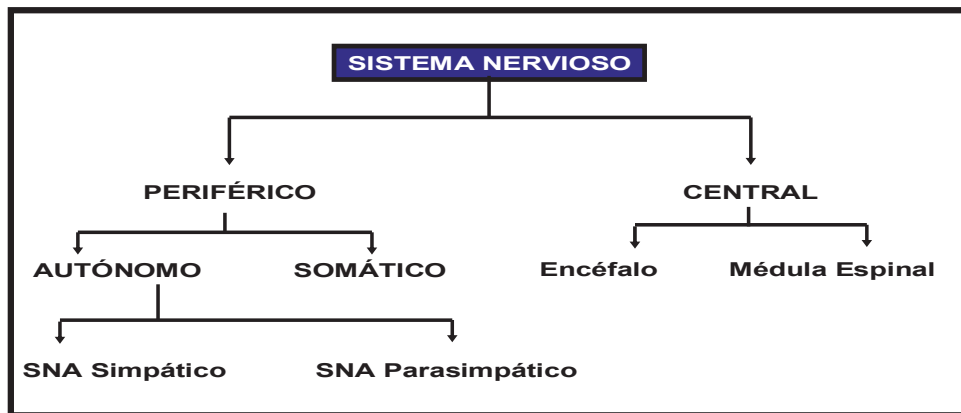 SISTEMA NERVIOSO
PERIFÉRICO
CENTRAL
AUTÓNOMO
SOMÁTICO
Encéfalo
Médula Espinal
SNA Simpático
SNA Parasimpático